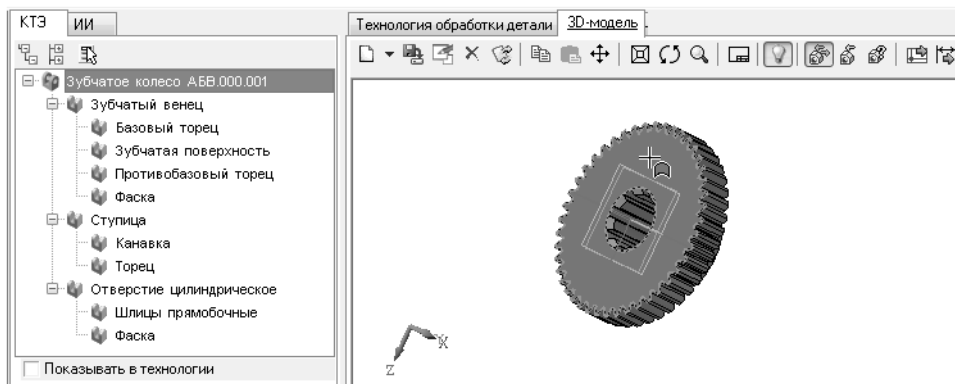 КТЭ
ИИ
Зубчатое колесо АБВ.000.001
Зубчатый венец
Базовый торец
Зубчатая поверхность
Противобазовый торец
Фаска
Ступица
Канавка
Торец
Отверстие цилиндрическое
Шлицы прямобочные
Фаска
Показывать в технологии
Технология обработки детали
3D-модель
X
Z